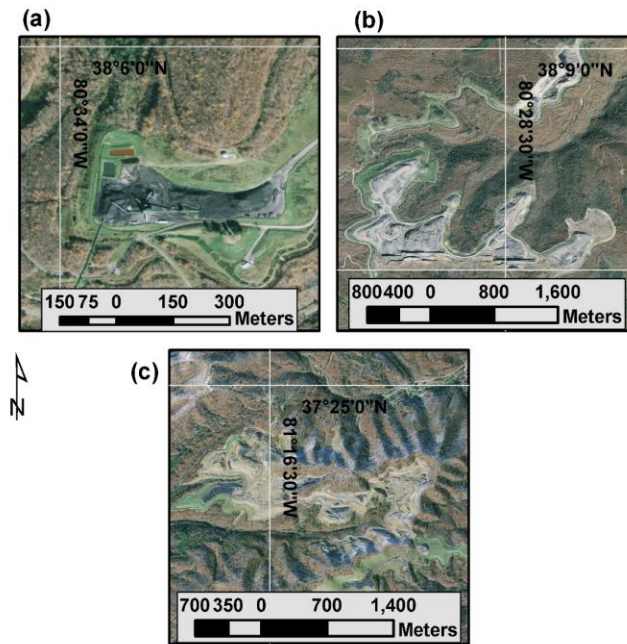 (a)
38°6'0"N
80°34'0"W
150 75 0 150 300
Meters
(b)
38°9'0"N
80°28'30"W
800 400 0 800 1,600
Meters
N
(c)
37°25'0"N
81°16'30"W
700 350 0 700 1,400
Meters